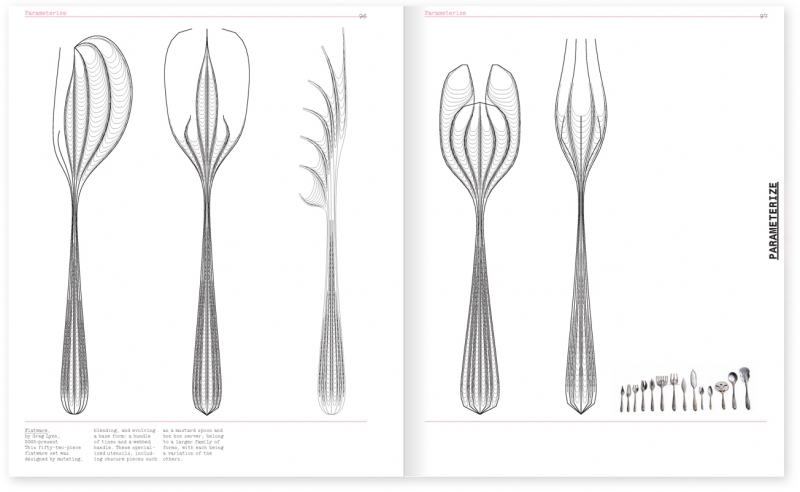 Parameterize
96
Flatware,
by Greg Lynn,
2005-present
This fifty-two-piece
flatware set was
designed by mutating,
blending, and evolving
a base form: a bundle
of tines and a webbed
handle. These special-
ized utensils, includ-
ing obscure pieces such
as a mustard spoon and
bon bon server, belong
to a larger family of
forms, with each being
a variation of the
others.
Parameterize
97
PARAMETERIZE